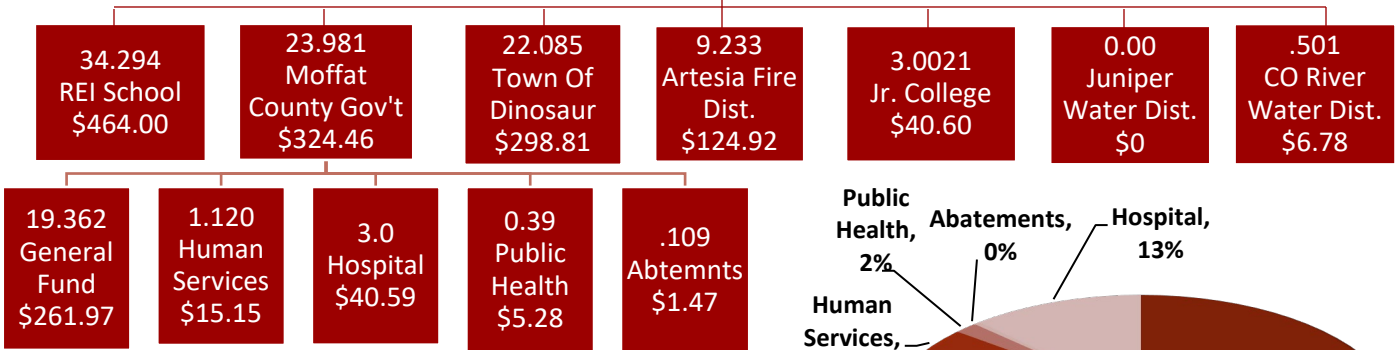 34.294
REI School
$464.00
23.981
Moffat
County Gov't
$324.46
22.085
Town Of
Dinosaur
$298.81
9.233
Artesia Fire
Dist.
$124.92
3.0021
Jr. College
$40.60
0.00
Juniper
Water Dist.
$0
.501
CO River
Water Dist.
$6.78
19.362
General
Fund
$261.97
1.120
Human
Services
$15.15
3.0
Hospital
$40.59
0.39
Public
Health
$5.28
.109
Abtemnts
$1.47
Public
Health,
2%
Abatements,
0%
Hospital,
13%
Human
Services,